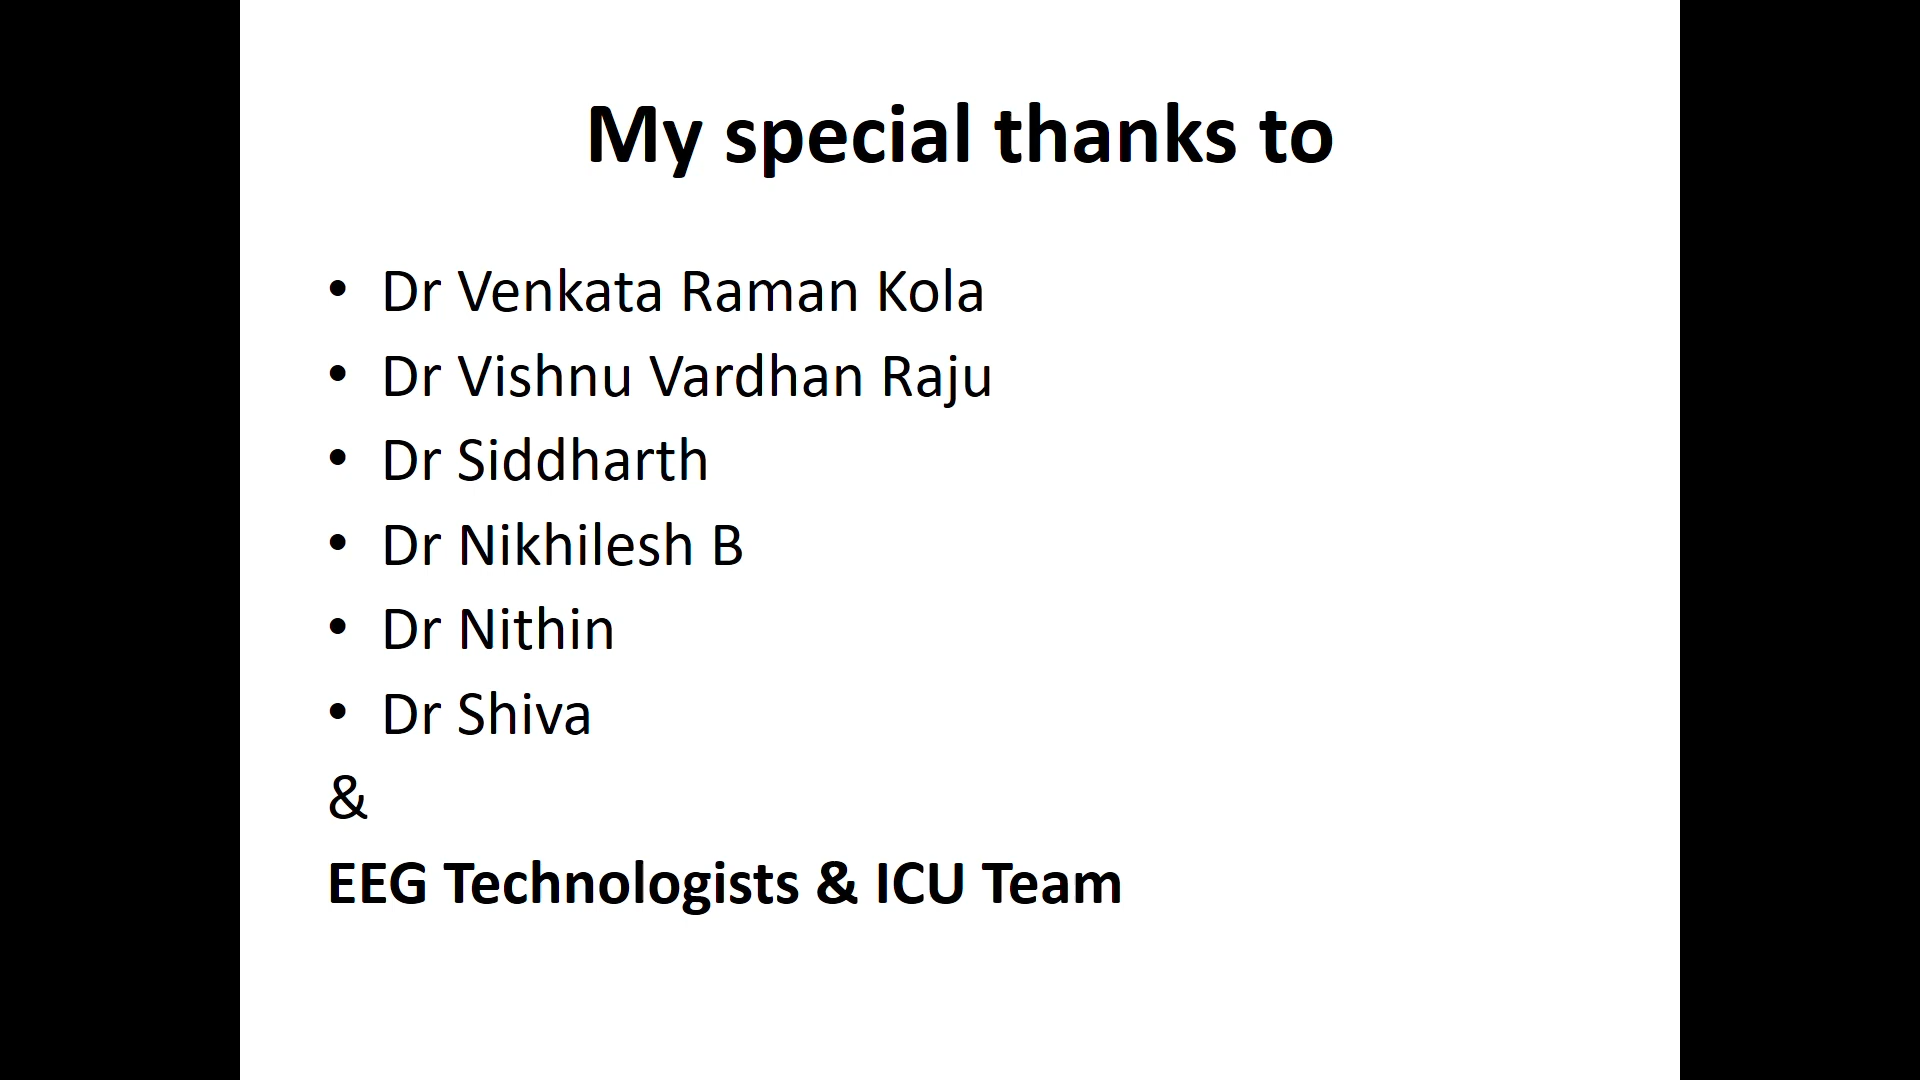 My special thanks to
• Dr Venkata Raman Kola
• Dr Vishnu Vardhan Raju
• Dr Siddharth
• Dr Nikhilesh B
• Dr Nithin
• Dr Shiva
&
EEG Technologists & ICU Team